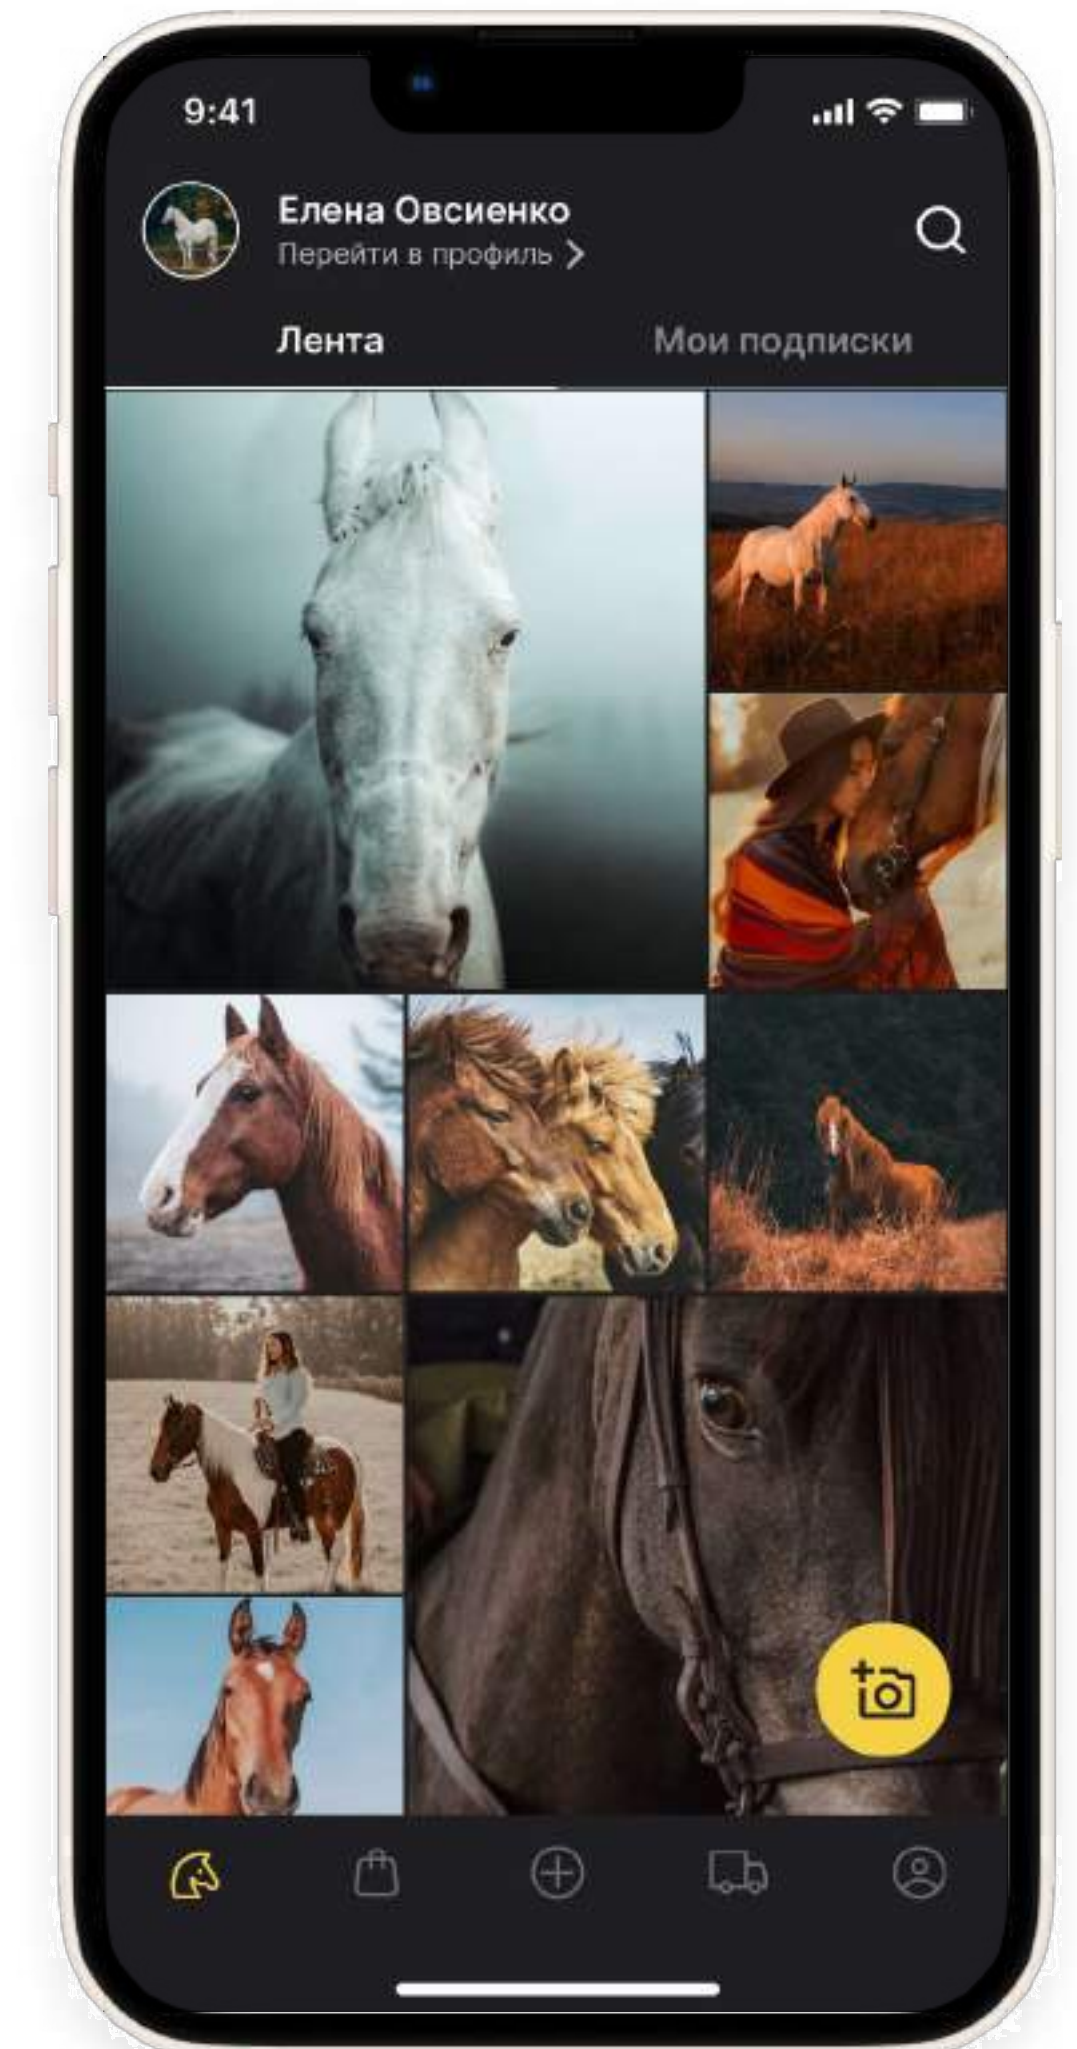 9:41
Елена Овсиенко
Перейти в профиль
Лента
Мои подписки